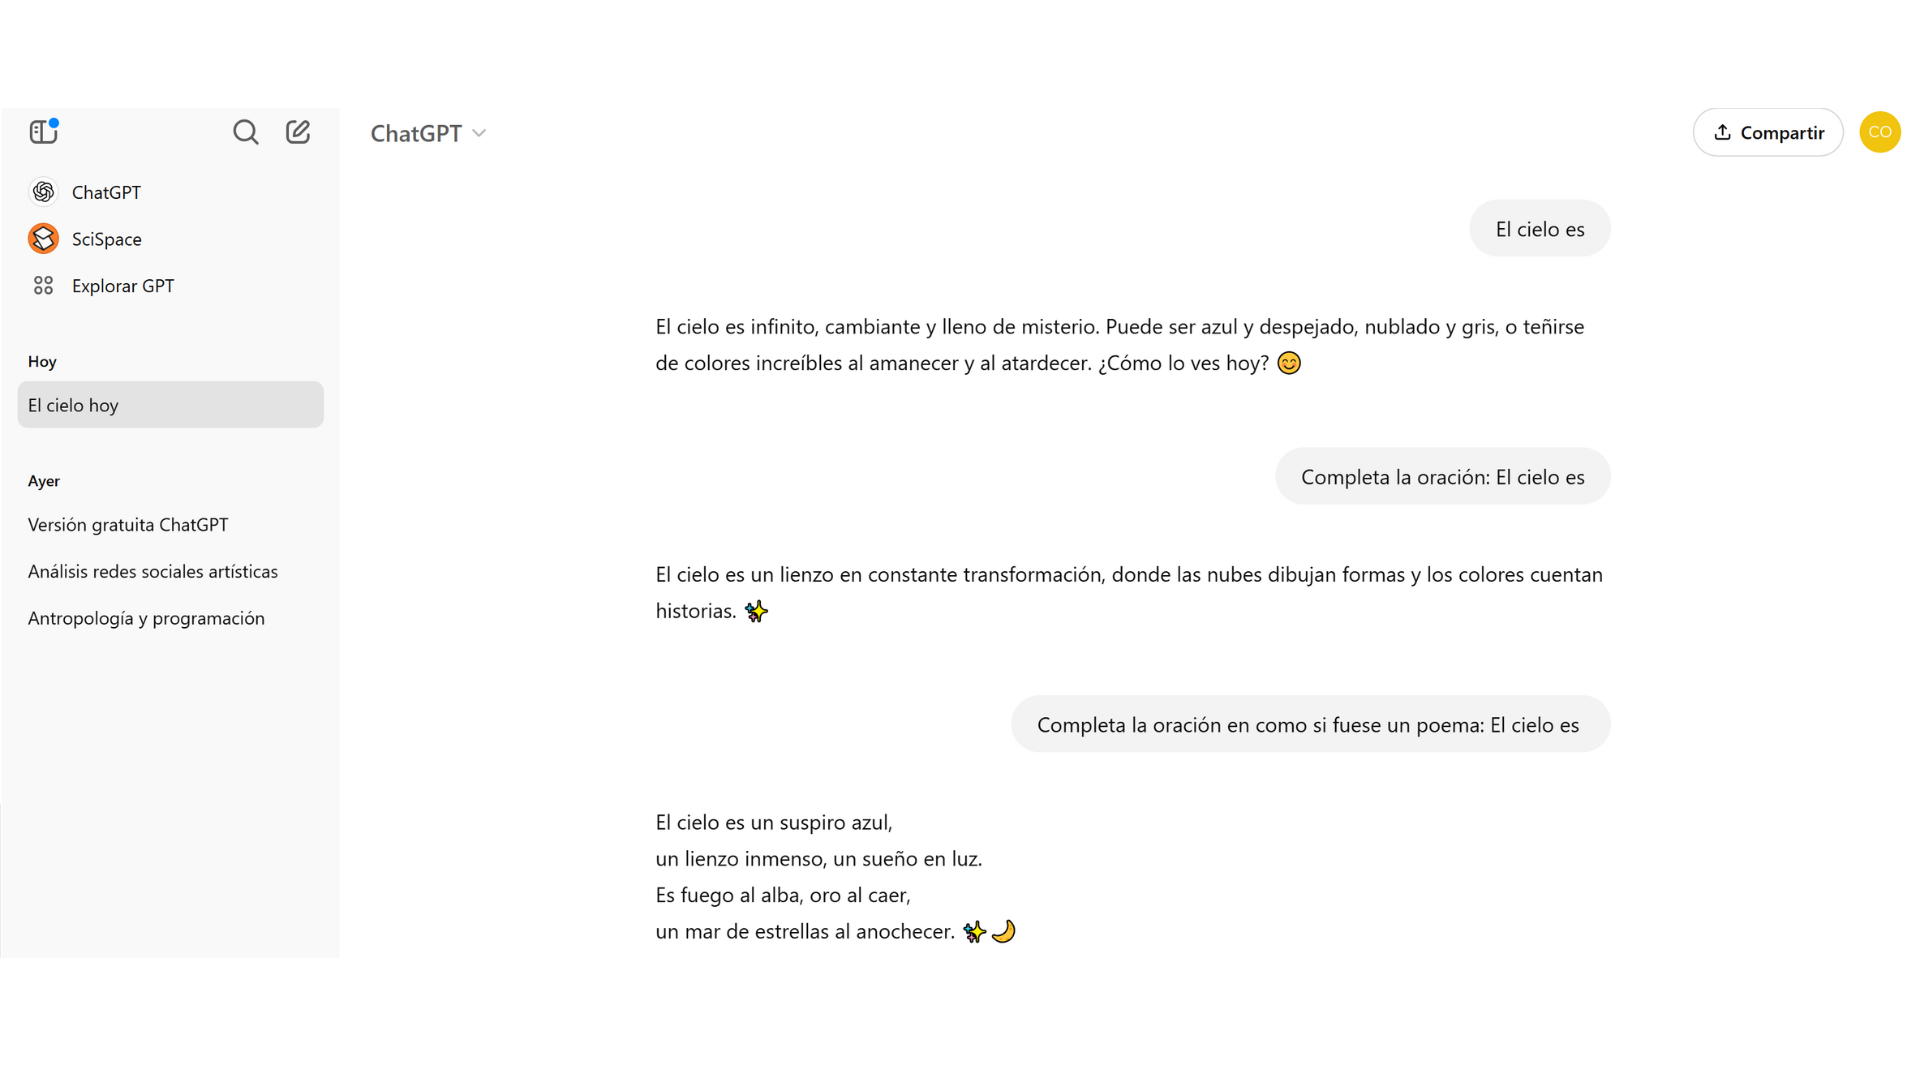 ChatGPT
SciSpace
Explorar GPT
Hoy
El cielo hoy
Ayer
Versión gratuita ChatGPT
Análisis redes sociales artísticas
Antropología y programación
ChatGPT
Compartir
CO
El cielo es
El cielo es infinito, cambiante y lleno de misterio. Puede ser azul y despejado, nublado y gris, o teñirse
de colores increíbles al amanecer y al atardecer. ¿Cómo lo ves hoy? 😊
Completa la oración: El cielo es
El cielo es un lienzo en constante transformación, donde las nubes dibujan formas y los colores cuentan
historias. ✨
Completa la oración en como si fuese un poema: El cielo es
El cielo es un suspiro azul,
un lienzo inmenso, un sueño en luz.
Es fuego al alba, oro al caer,
un mar de estrellas al anochecer. ✨🌙